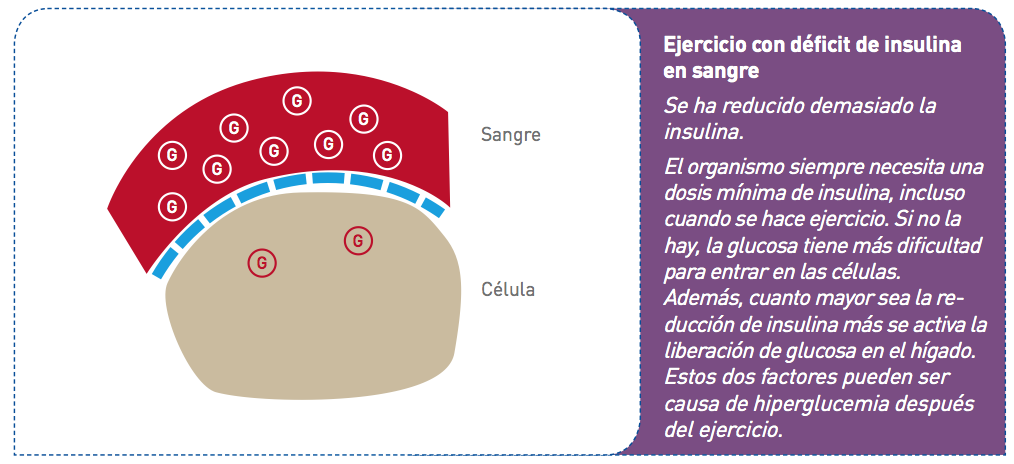 Ejercicio con déficit de insulina
en sangre
Se ha reducido demasiado la
insulina.
El organismo siempre necesita una
dosis mínima de insulina, incluso
cuando se hace ejercicio. Si no la
hay, la glucosa tiene más dificultad
para entrar en las células.
Además, cuanto mayor sea la re-
ducción de insulina más se activa la
liberación de glucosa en el hígado.
Estos dos factores pueden ser
causa de hiperglucemia después
del ejercicio.
Sangre
Célula
G
G
G
G
G
G
G
G
G
G
G